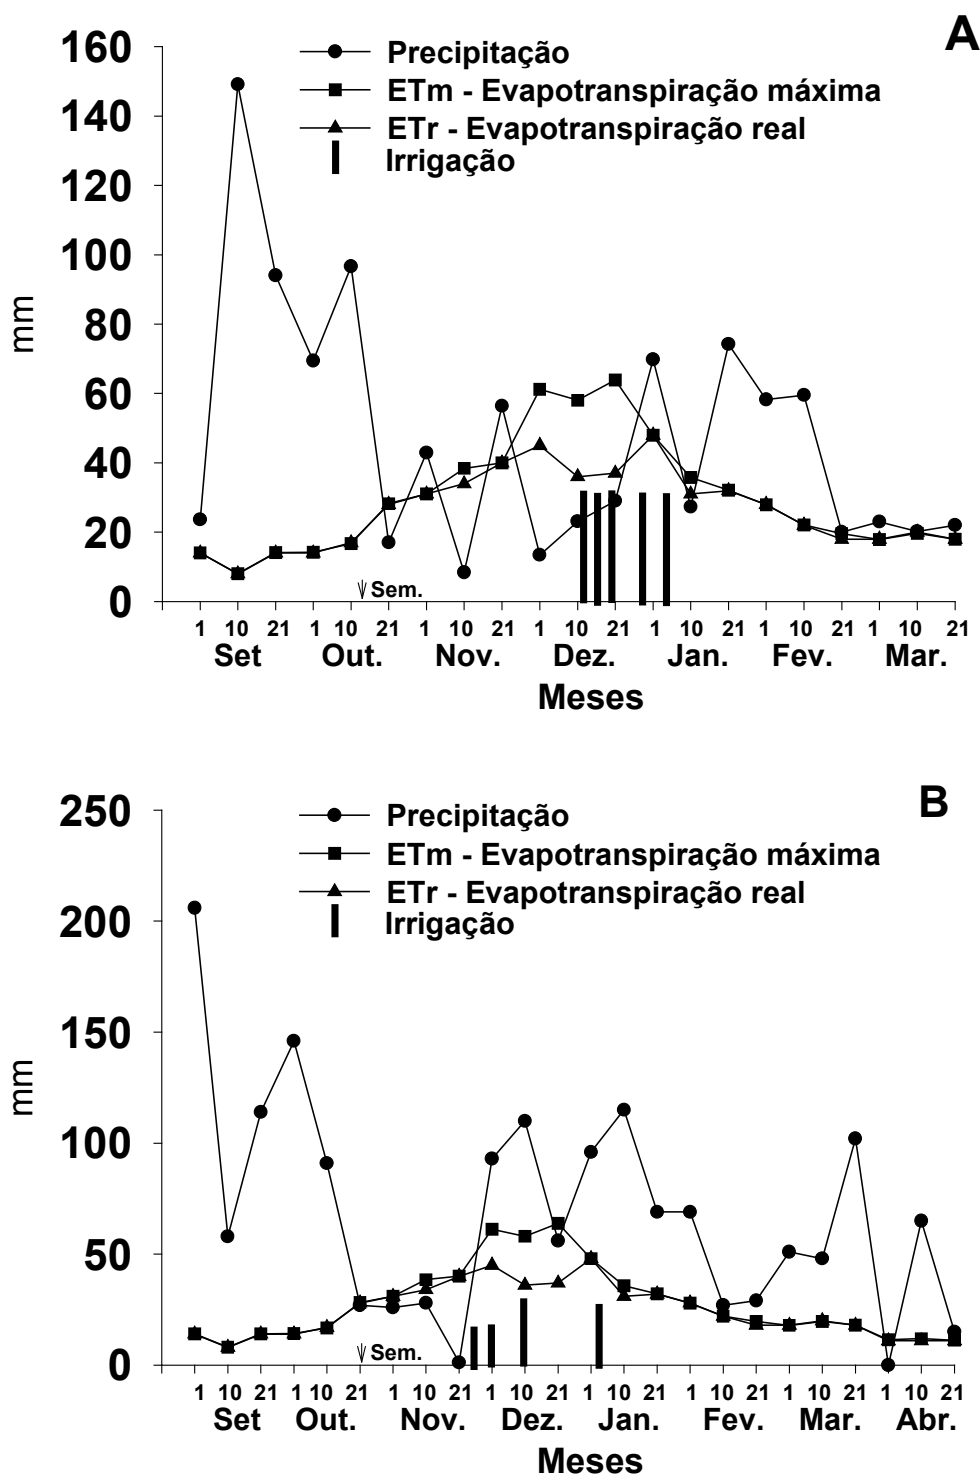 A
160
Precipitação
ETm - Evapotranspiração máxima
140
ETr - Evapotranspiração real
Irrigação
120
100
80
mm
60
40
20
Sem.
0
1 10 21 1 10 21 1 10 21 1 10 21 1 10 21 1 10 21 1 10 21
Set Out. Nov. Dez. Jan. Fev. Mar.
Meses
B
250
Precipitação
ETm - Evapotranspiração máxima
ETr - Evapotranspiração real
Irrigação
200
150
mm
100
50
Sem.
0
1 10 21 1 10 21 1 10 21 1 10 21 1 10 21 1 10 21 1 10 21 1 10 21
Set Out. Nov. Dez. Jan. Fev. Mar. Abr.
Meses